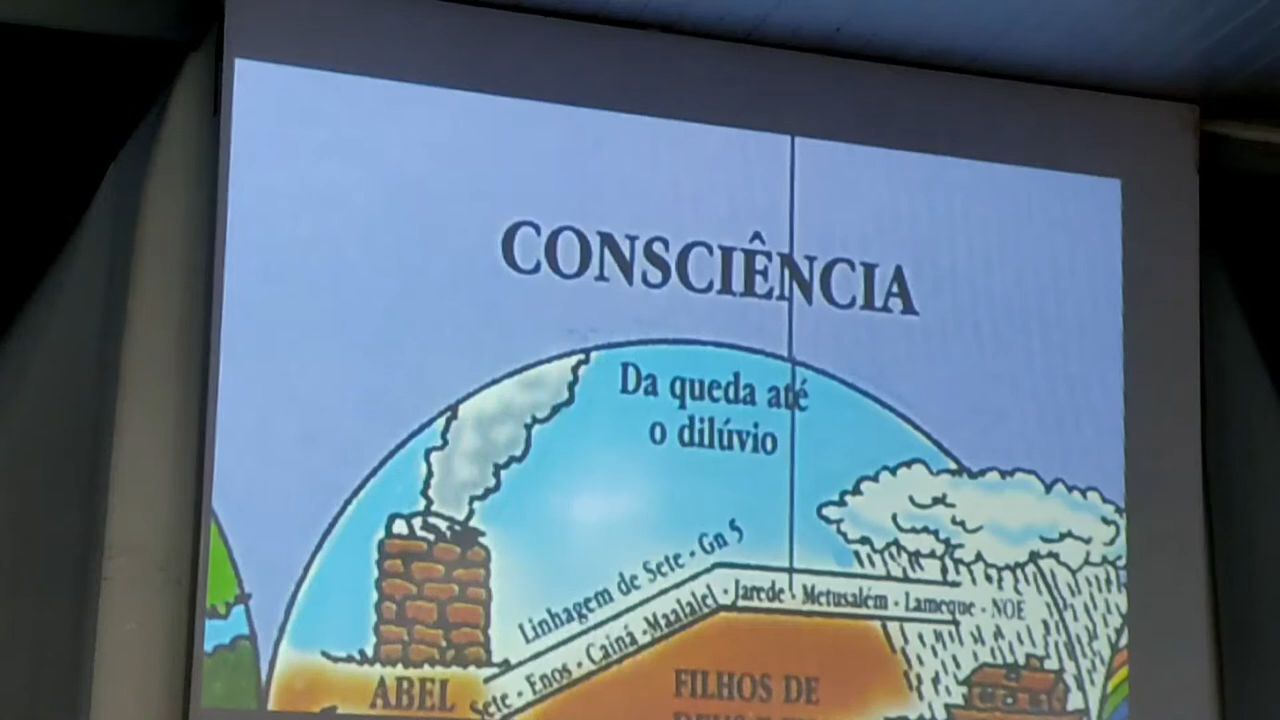 CONSCIÊNCIA
Da queda até
o dilúvio
Linhagem de Sete - Gn 5
Sete - Enos - Cainã - Maalalel - Jarede - Metusalém - Lameque - NOÉ
ABEL
FILHOS DE